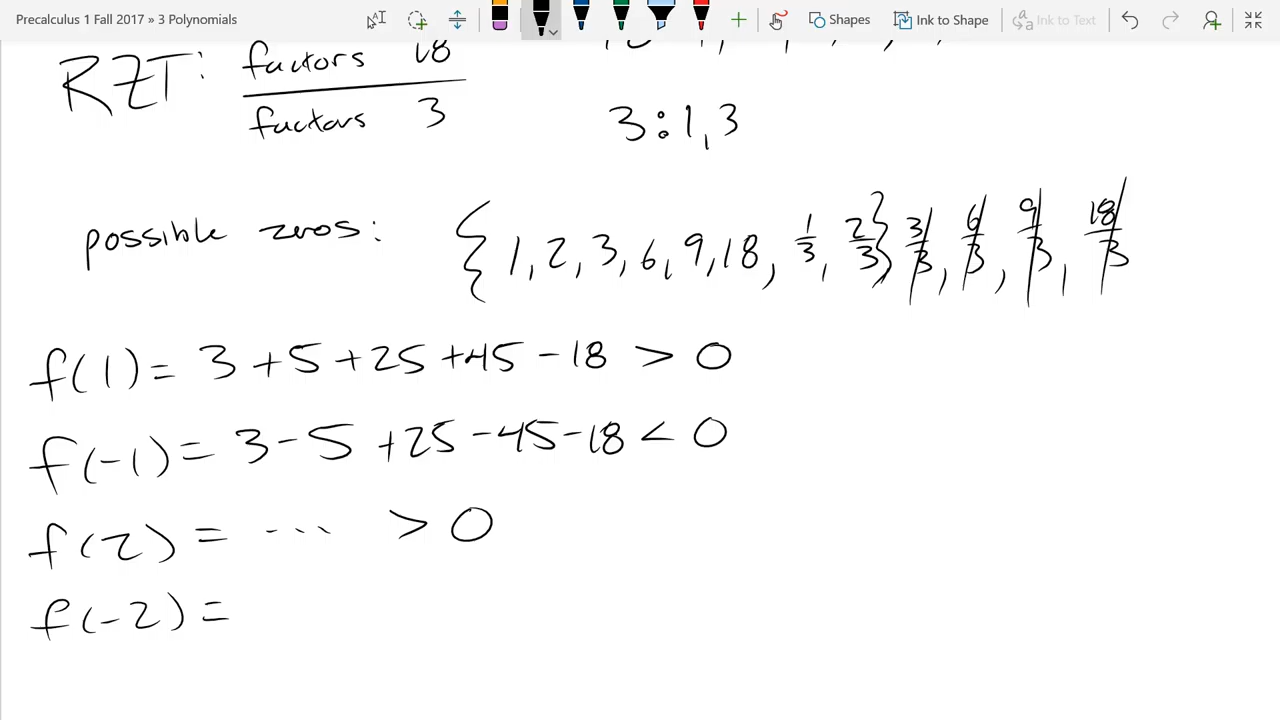 Precalculus 1 Fall 2017 » 3 Polynomials
Shapes
Ink to Shape
Ink to Text
RZT: factors 18
factors 3
3: 1, 3
possible zeros: { 1, 2, 3, 6, 9, 18, 1/3, 2/3 } 3/3, 6/3, 9/3, 18/3
f(1) = 3 + 5 + 25 + 45 - 18 > 0
f(-1) = 3 - 5 + 25 - 45 - 18 < 0
f(2) = ... > 0
f(-2) =